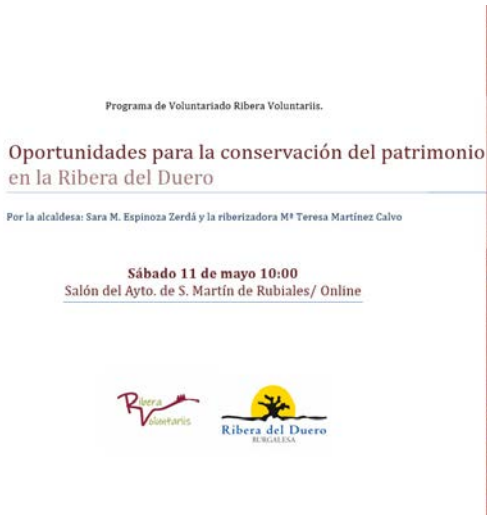 Programa de Voluntariado Ribera Voluntariis.
Oportunidades para la conservación del patrimonio
en la Ribera del Duero
Por la alcaldesa: Sara M. Espinoza Zerdá y la riberizadora Mª Teresa Martínez Calvo
Sábado 11 de mayo 10:00
Salón del Ayto. de S. Martín de Rubiales/ Online
Ribera
Voluntariis
Ribera del Duero
BURGALESA